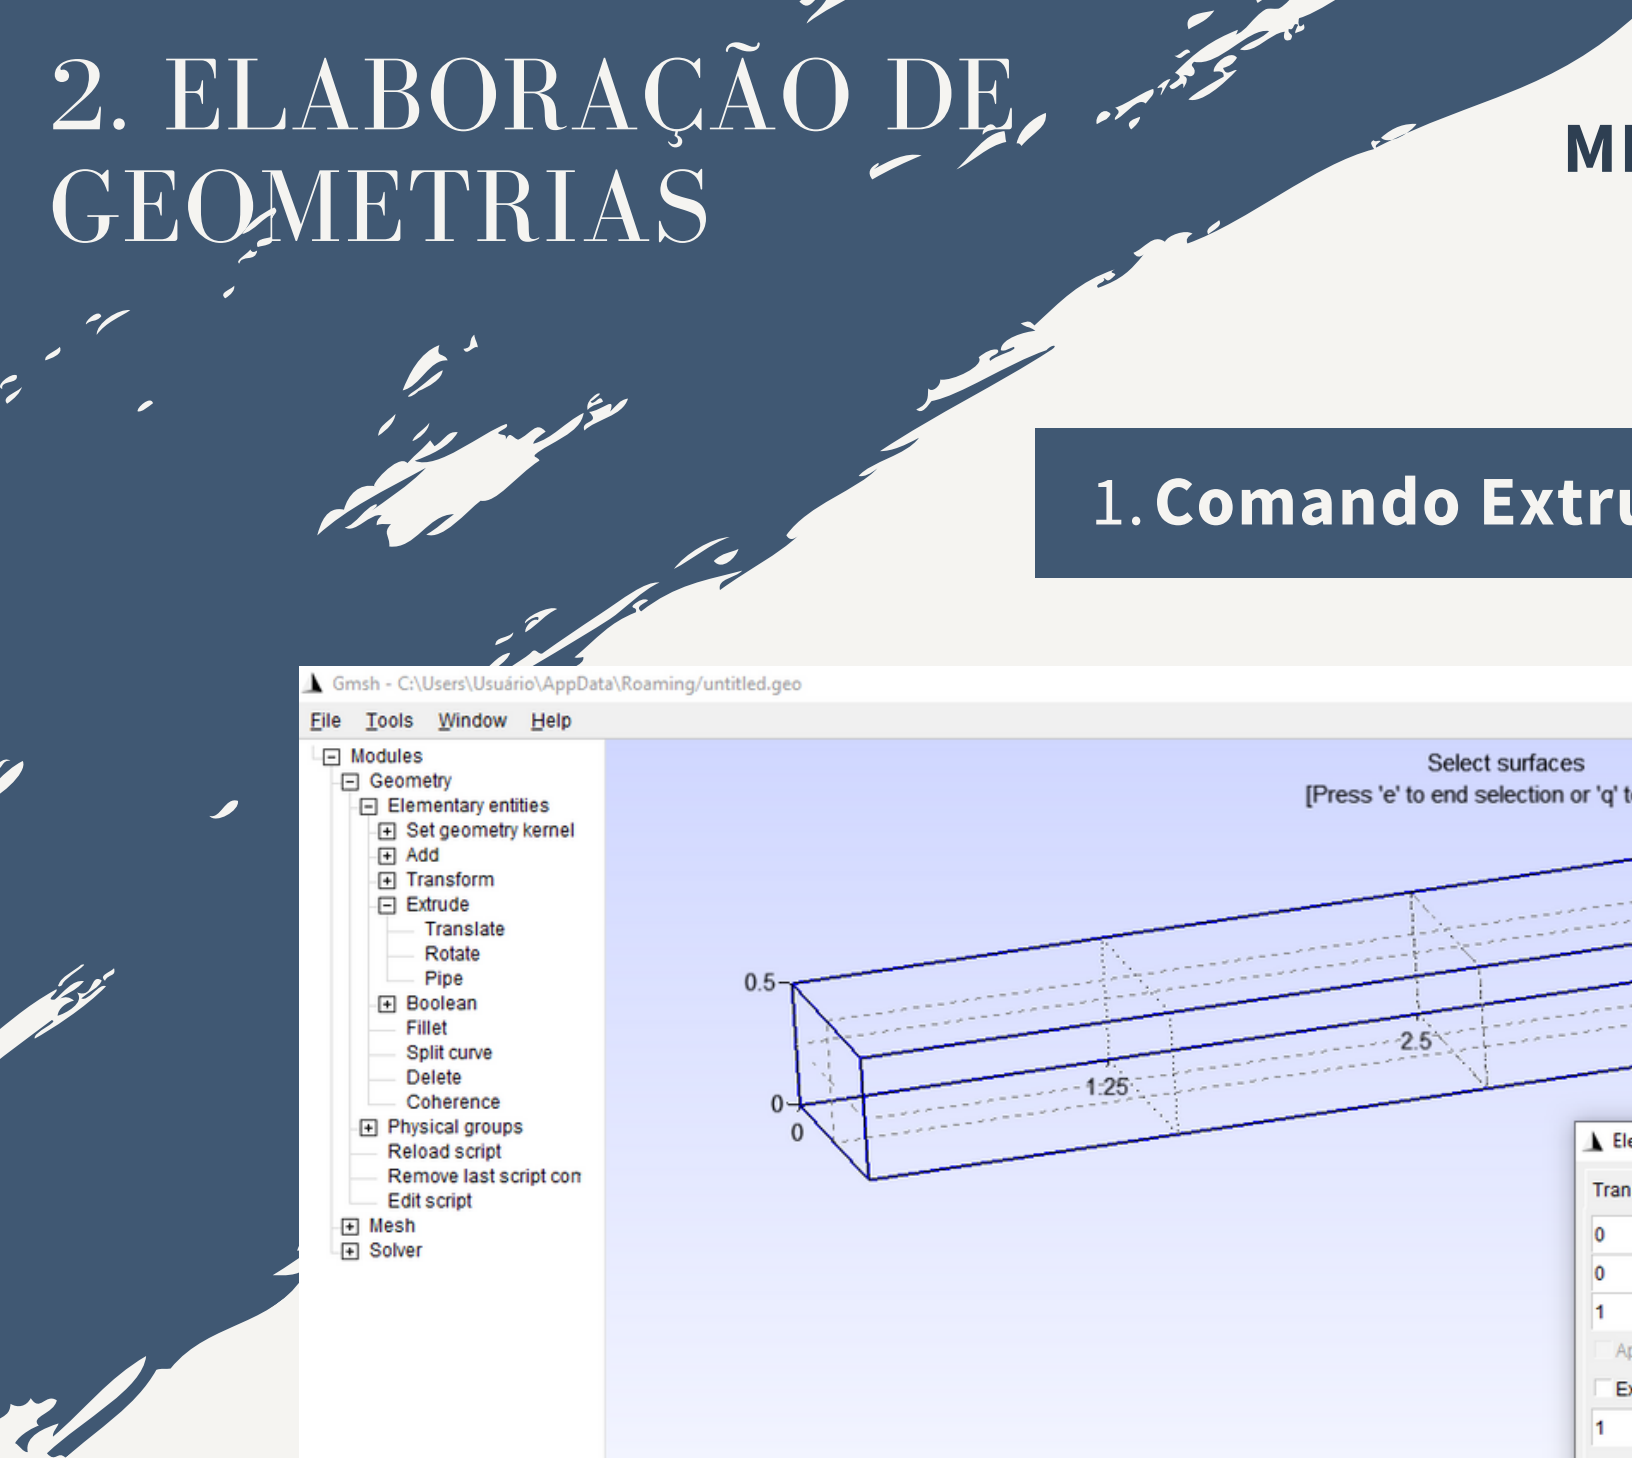 2. ELABORAÇÃO DE
GEOMETRIAS
1. Comando
Gmsh - C:\Users\Usuário\AppData\Roaming/untitled.geo
File Tools Window Help
Modules
Geometry
Elementary entities
Set geometry kernel
Add
Transform
Extrude
Translate
Rotate
Pipe
Boolean
Fillet
Split curve
Delete
Coherence
Physical groups
Reload script
Remove last script con
Edit script
Mesh
Solver
Select surfaces
[Press 'e' to end selection or 'q'
0.5
2.5
1.25
0
0
0
0
1
1